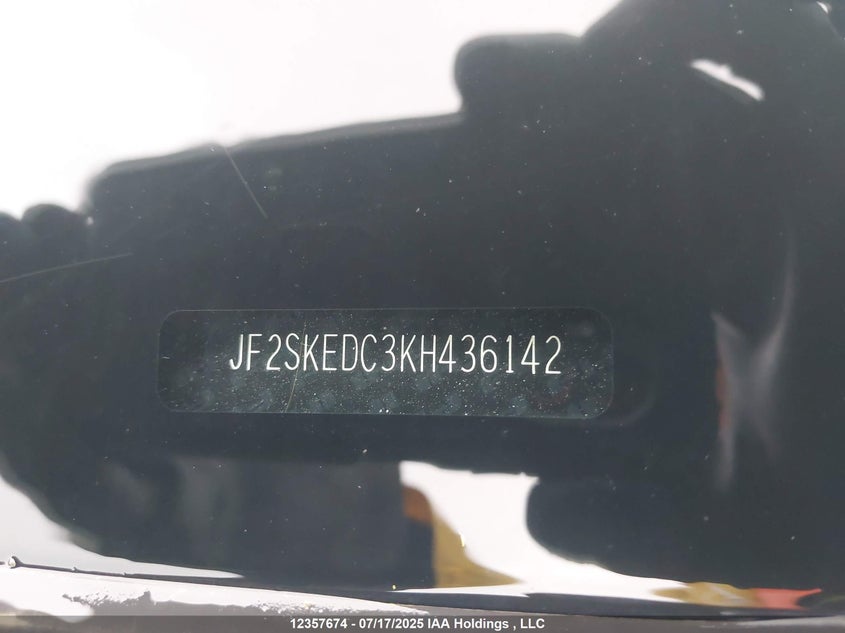 JF2SKEDC3KH436142
12357674 - 07/17/2025 IAA Holdings , LLC